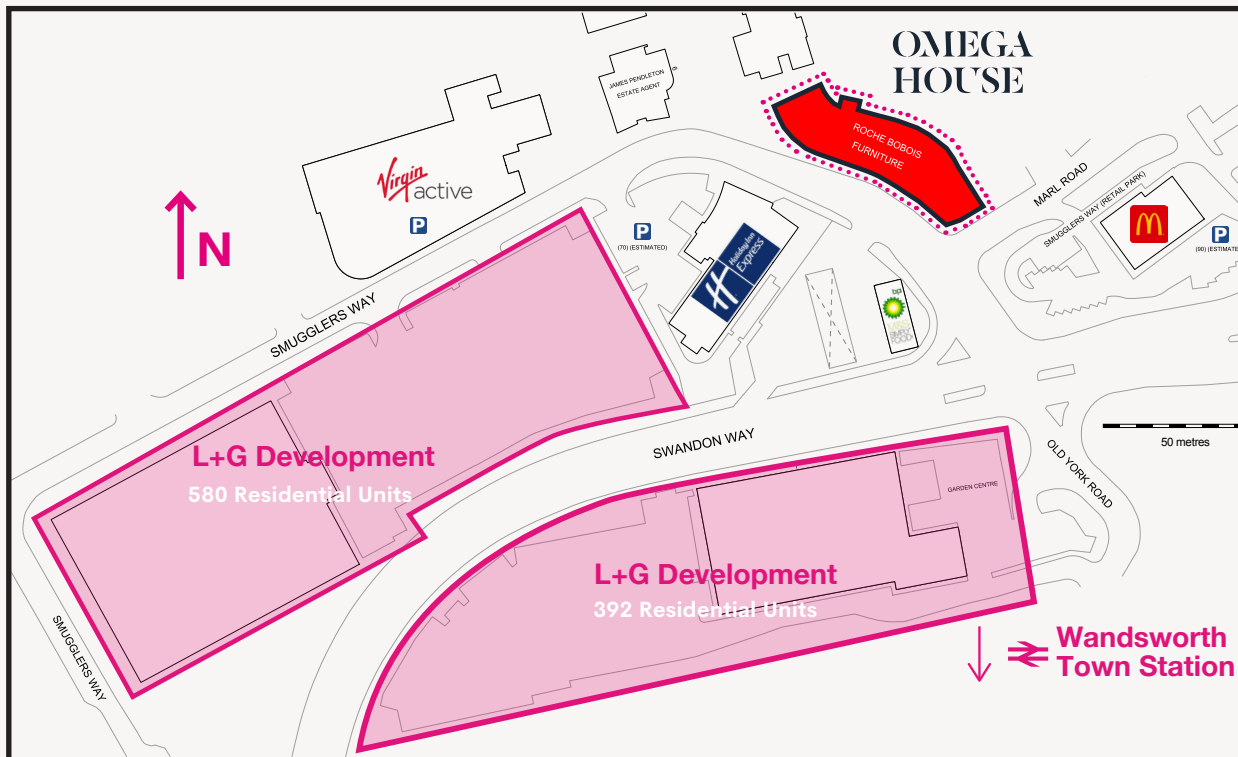 OMEGA
HOUSE
JAMES PENDLETON
ESTATE AGENT
ROCHE BOBOIS
FURNITURE
Virgin
active
P
MARL ROAD
SMUGGLERS WAY (RETAIL PARK)
P
(70) (ESTIMATED)
P
N
Holiday Inn
Express
H
bp
SMUGGLERS WAY
SWANDON WAY
50 metres
OLD YORK ROAD
GARDEN CENTRE
L+G Development
580 Residential Units
L+G Development
392 Residential Units
SMUGGLERS WAY
Wandsworth
Town Station